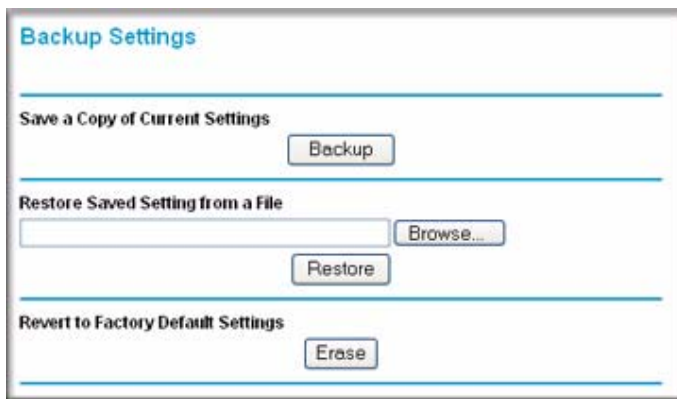 Backup Settings
Save a Copy of Current Settings
Backup
Restore Saved Setting from a File
Browse...
Restore
Revert to Factory Default Settings
Erase